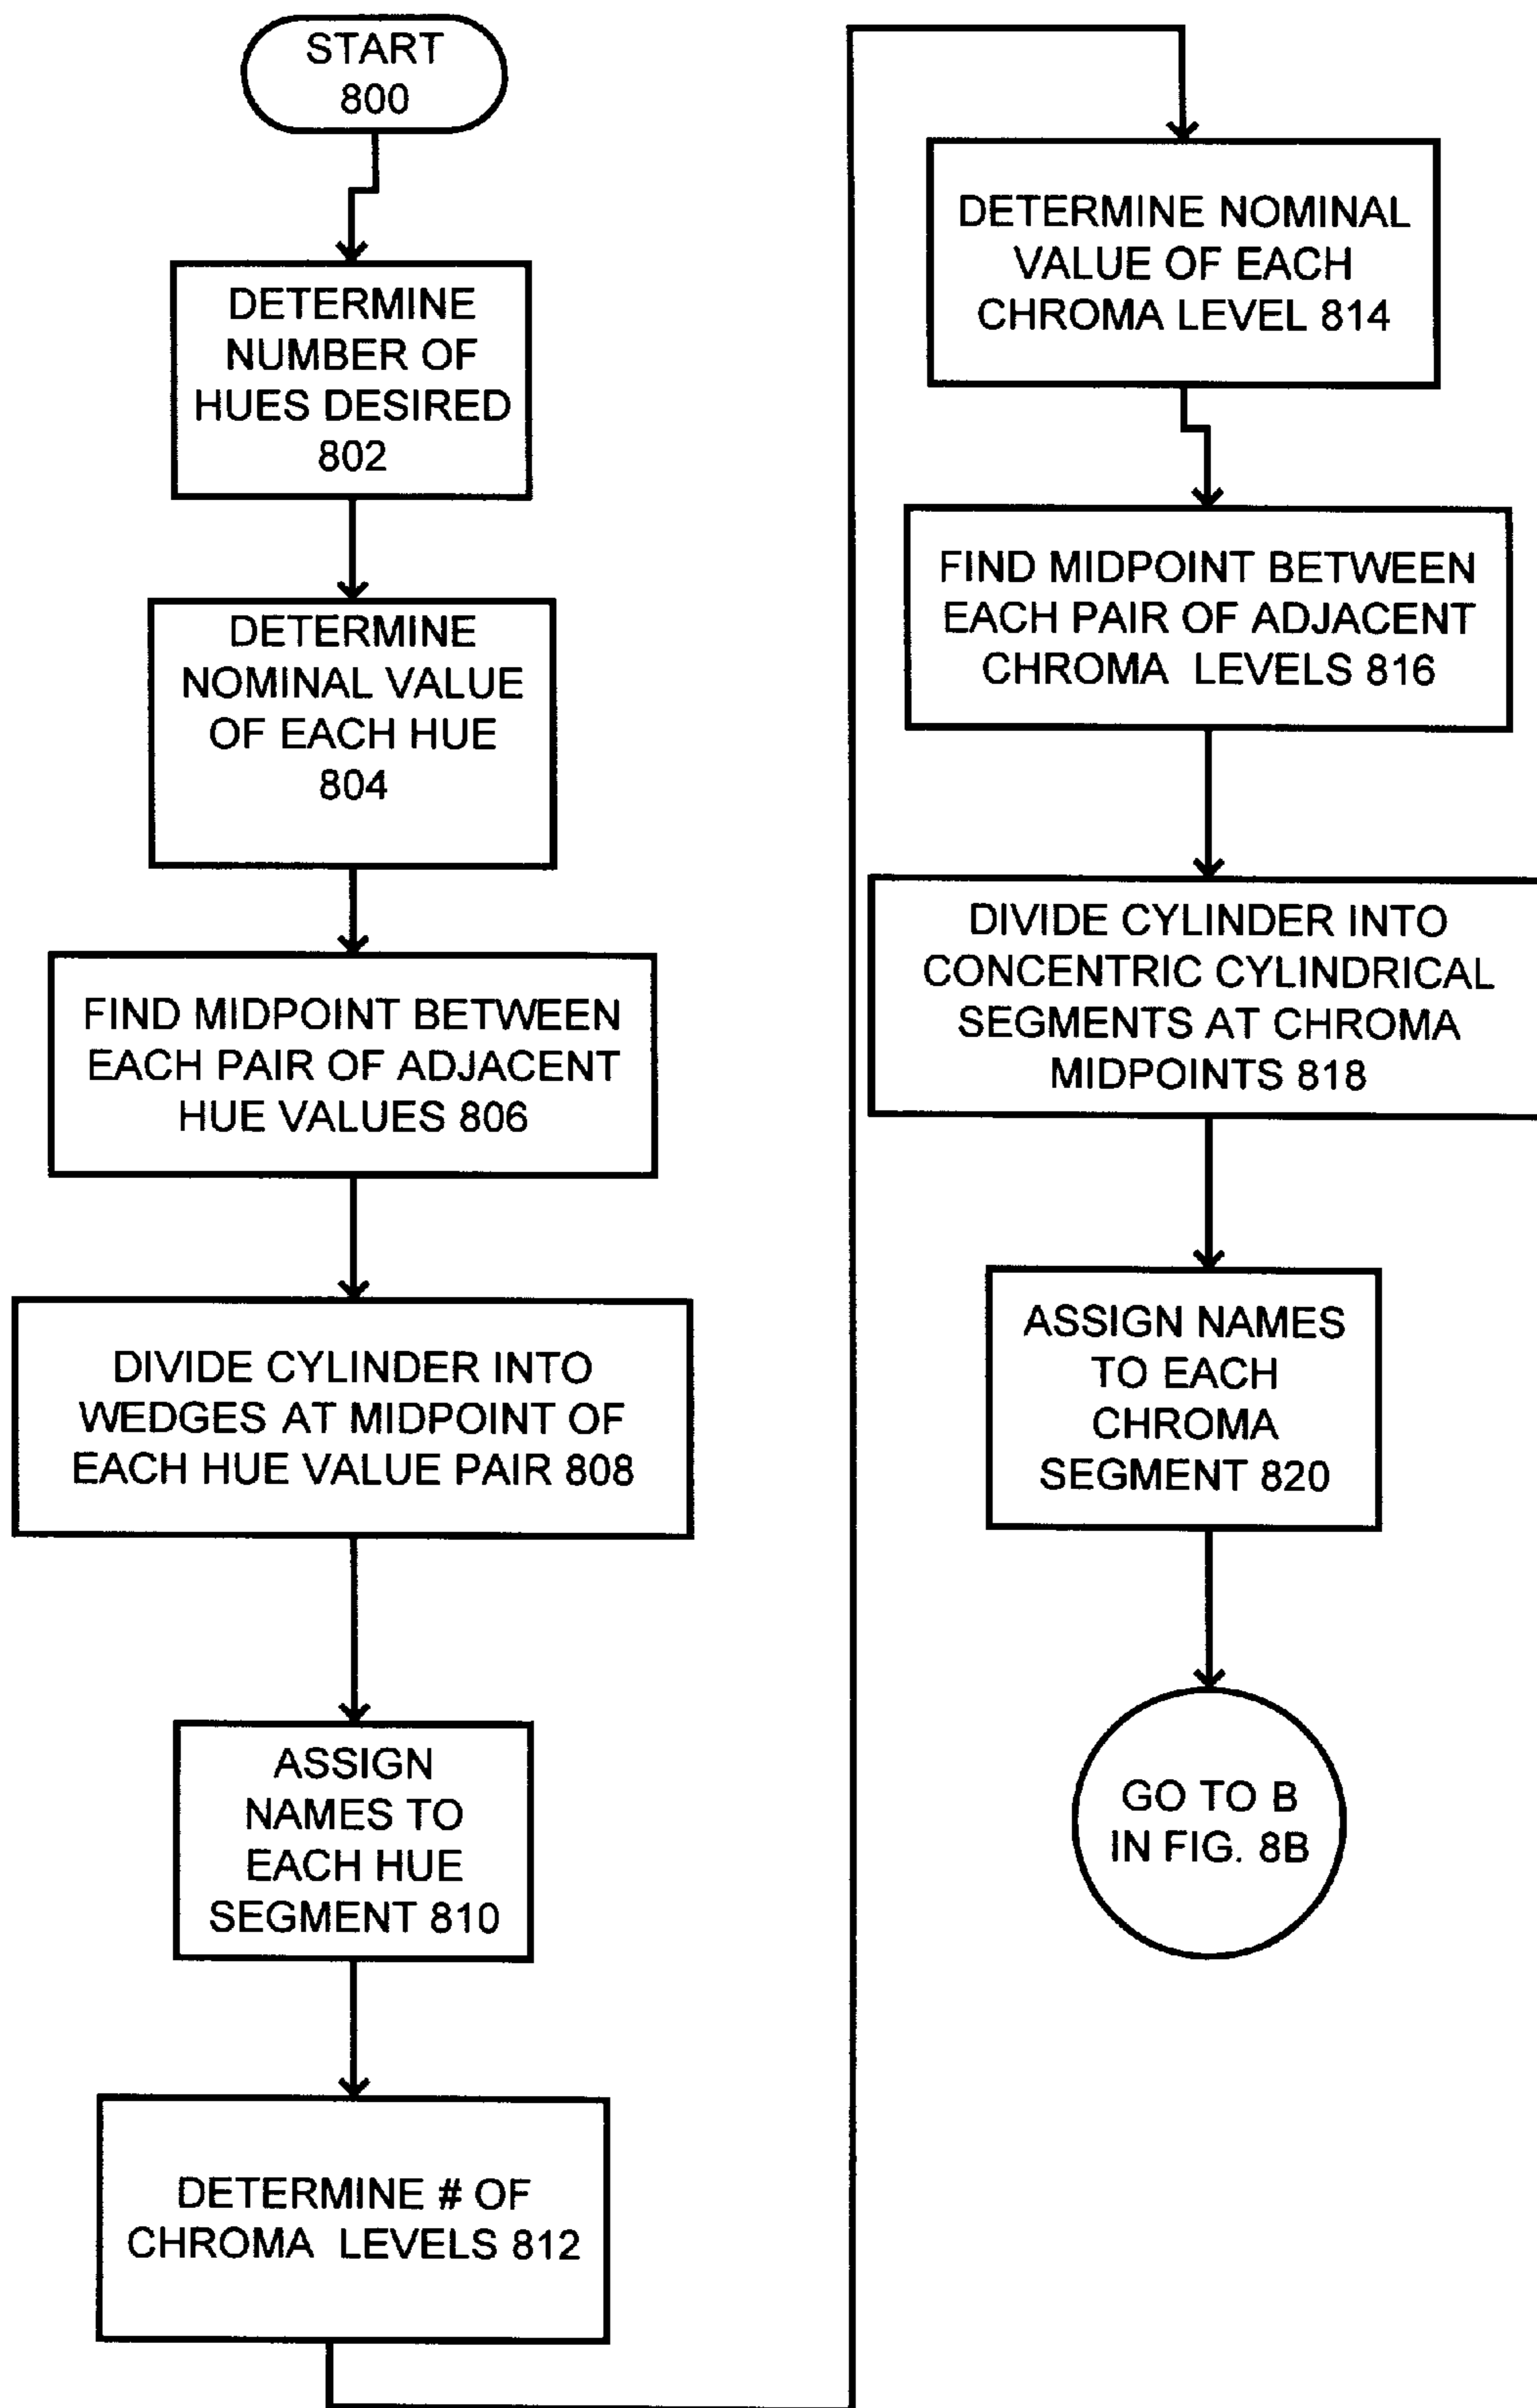 START
800
DETERMINE
NUMBER OF
HUES DESIRED
802
DETERMINE
NOMINAL VALUE
OF EACH HUE
804
FIND MIDPOINT BETWEEN
EACH PAIR OF ADJACENT
HUE VALUES 806
DIVIDE CYLINDER INTO
WEDGES AT MIDPOINT OF
EACH HUE VALUE PAIR 808
ASSIGN
NAMES TO
EACH HUE
SEGMENT 810
DETERMINE # OF
CHROMA LEVELS 812
DETERMINE NOMINAL
VALUE OF EACH
CHROMA LEVEL 814
FIND MIDPOINT BETWEEN
EACH PAIR OF ADJACENT
CHROMA LEVELS 816
DIVIDE CYLINDER INTO
CONCENTRIC CYLINDRICAL
SEGMENTS AT CHROMA
MIDPOINTS 818
ASSIGN NAMES
TO EACH
CHROMA
SEGMENT 820
GO TO B
IN FIG. 8B